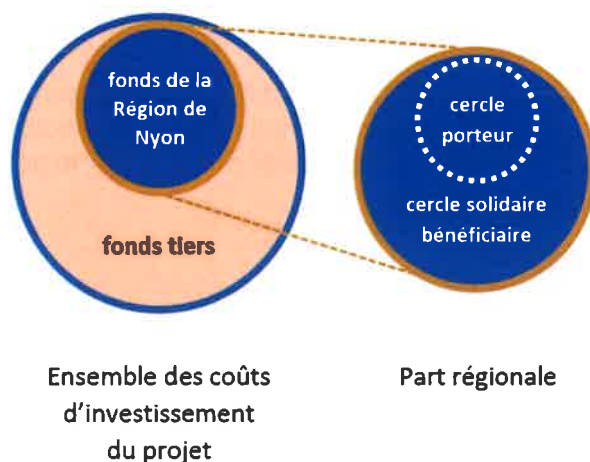 fonds de la
Région de
Nyon
fonds tiers
cercle
porteur
cercle solidaire
bénéficiaire
Ensemble des coûts
d'investissement
du projet
Part régionale